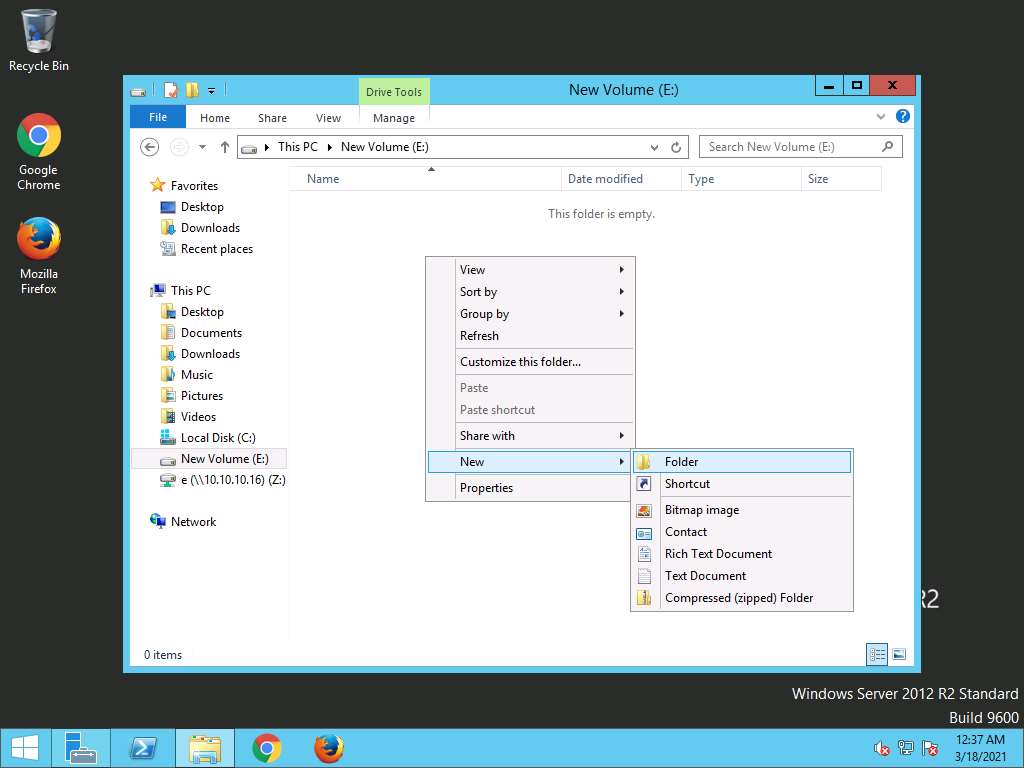 Recycle Bin
Google
Chrome
Mozilla
Firefox
Drive Tools
New Volume (E:)
File
Home
Share
View
Manage
This PC
New Volume (E:)
Search New Volume (E:)
Name
Date modified
Type
Size
This folder is empty.
Favorites
Desktop
Downloads
Recent places
This PC
Desktop
Documents
Downloads
Music
Pictures
Videos
Local Disk (C:)
New Volume (E:)
e (\\10.10.10.16) (Z:)
Network
View
Sort by
Group by
Refresh
Customize this folder...
Paste
Paste shortcut
Share with
New
Properties
Folder
Shortcut
Bitmap image
Contact
Rich Text Document
Text Document
Compressed (zipped) Folder
0 items
R2
Windows Server 2012 R2 Standard
Build 9600
12:37 AM
3/18/2021